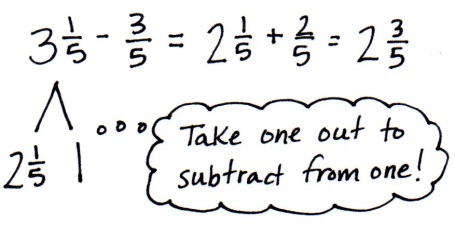 3 1/5 - 3/5 = 2 1/5 + 2/5 = 2 3/5
2 1/5 1
Take one out to
subtract from one!